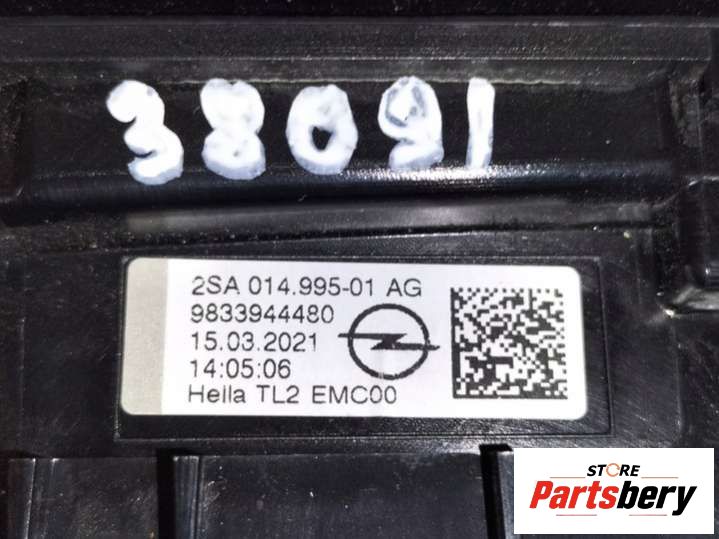 38091
2SA 014.995-01 AG
9833944480
15.03.2021
14:05:06
Hella TL2 EMC00
STORE
Partsbery